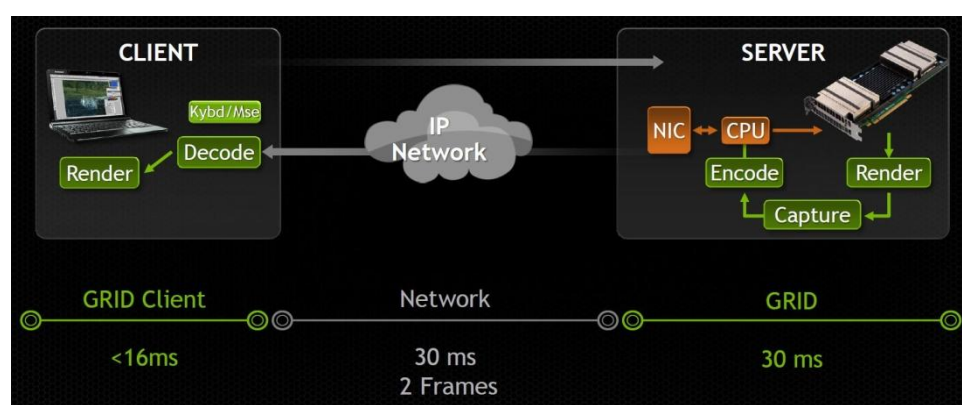 CLIENT
Kybd/Mse
Decode
Render
IP
Network
SERVER
NIC
CPU
Encode
Render
Capture
GRID Client
Network
GRID
<16ms
30 ms
2 Frames
30 ms